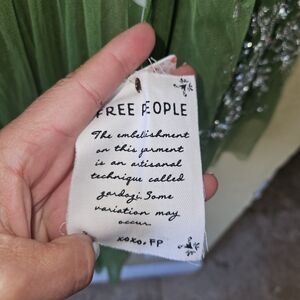 FREE PEOPLE
The embellishment
on this garment
is an artisanal
technique called
zardozi. Some
variation may
occur.
xoxo, FP